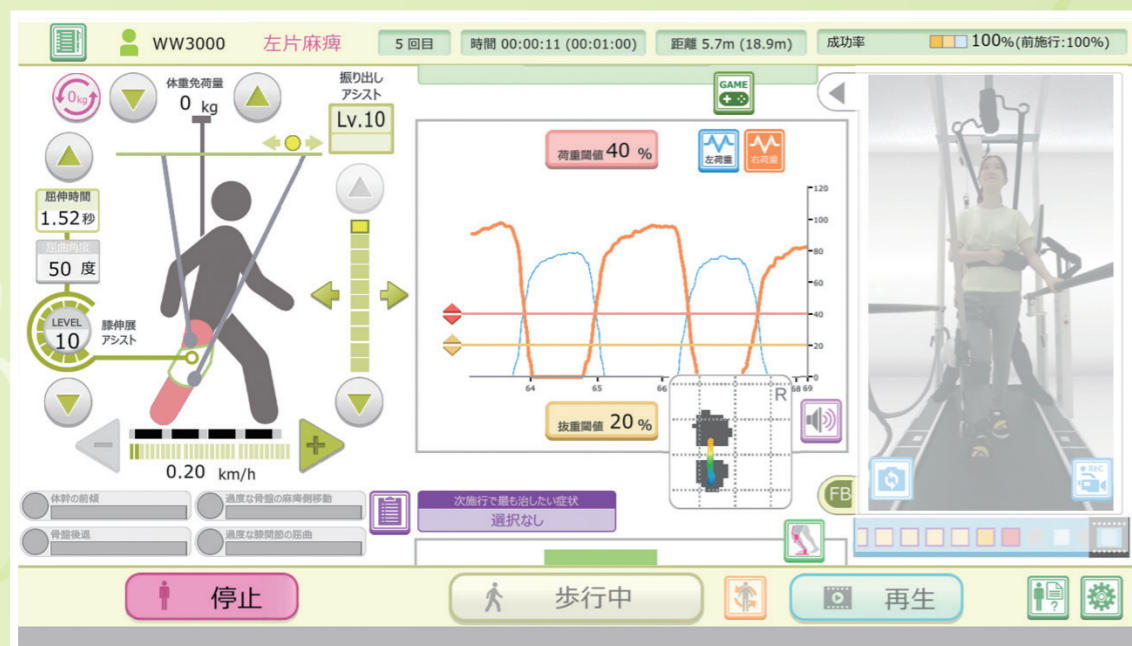 WW3000
左片麻痺
5 回目
時間 00:00:11 (00:01:00)
距離 5.7m (18.9m)
成功率
100%(前施行:100%)
0kg
体重免荷量
0 kg
振り出し
アシスト
Lv.10
GAME
荷重閾値 40 %
左荷重
右荷重
屈伸時間
1.52 秒
屈曲角度
50 度
LEVEL
10
膝伸展
アシスト
120
100
80
60
40
20
0
64
65
66
68
69
抜重閾値 20 %
R
0.20 km/h
REC
FB
体幹の前傾
過度な骨盤の麻痺側移動
骨盤後退
過度な膝関節の屈曲
次施行で最も治したい症状
選択なし
停止
歩行中
再生
?